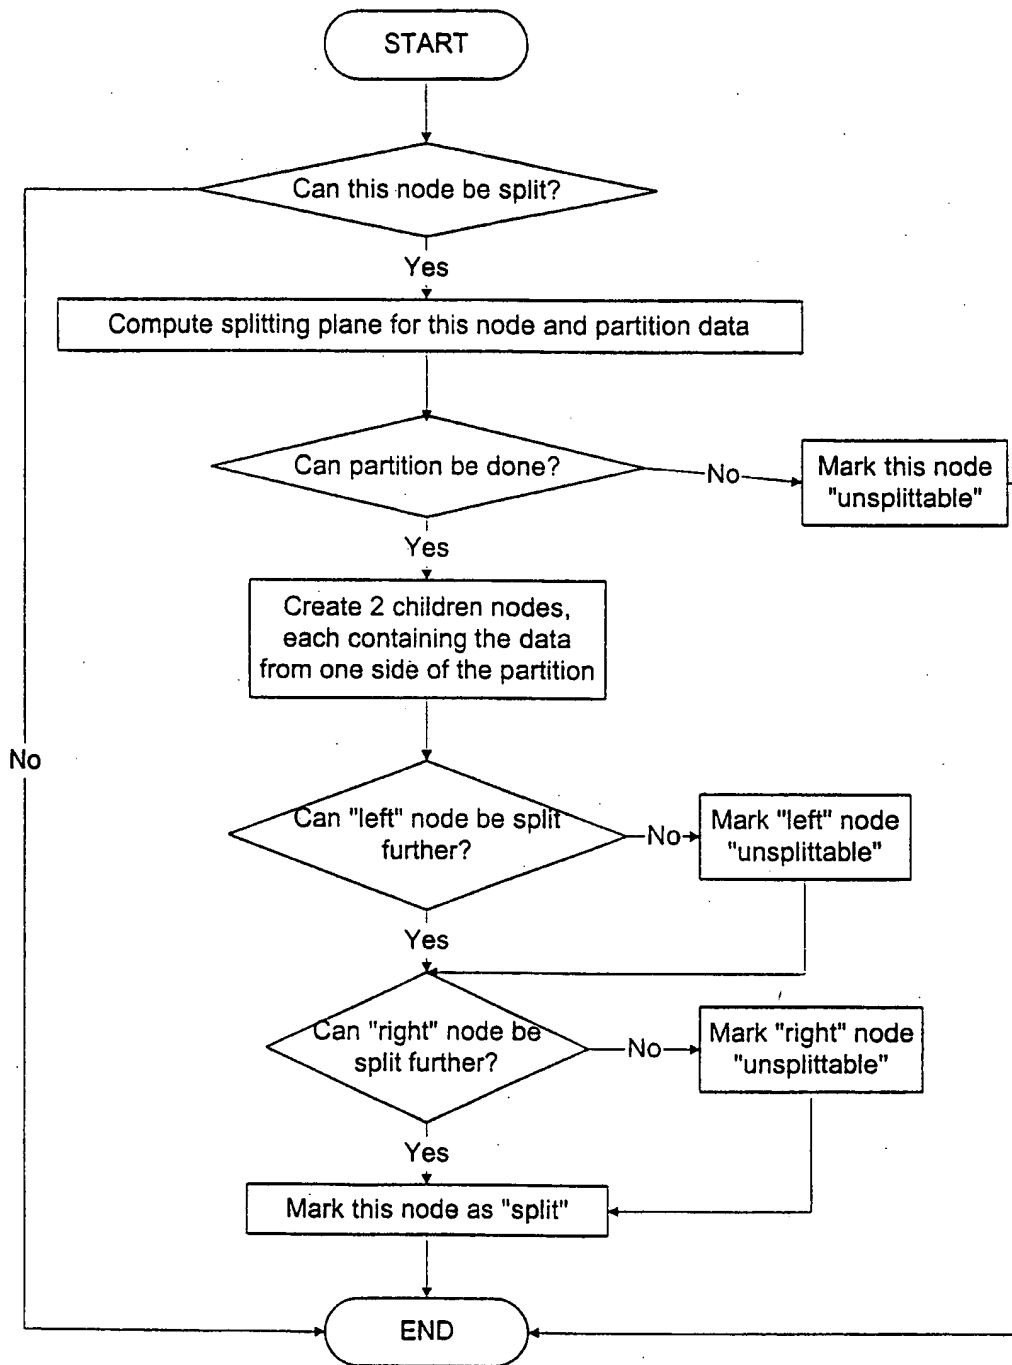 START
Can this node be split?
Yes
Compute splitting plane for this node and partition data
Can partition be done?
No
Mark this node
"unsplittable"
Yes
Create 2 children nodes,
each containing the data
from one side of the partition
No
Can "left" node be split
further?
No
Mark "left" node
"unsplittable"
Yes
Can "right" node be
split further?
No
Mark "right" node
"unsplittable"
Yes
Mark this node as "split"
END